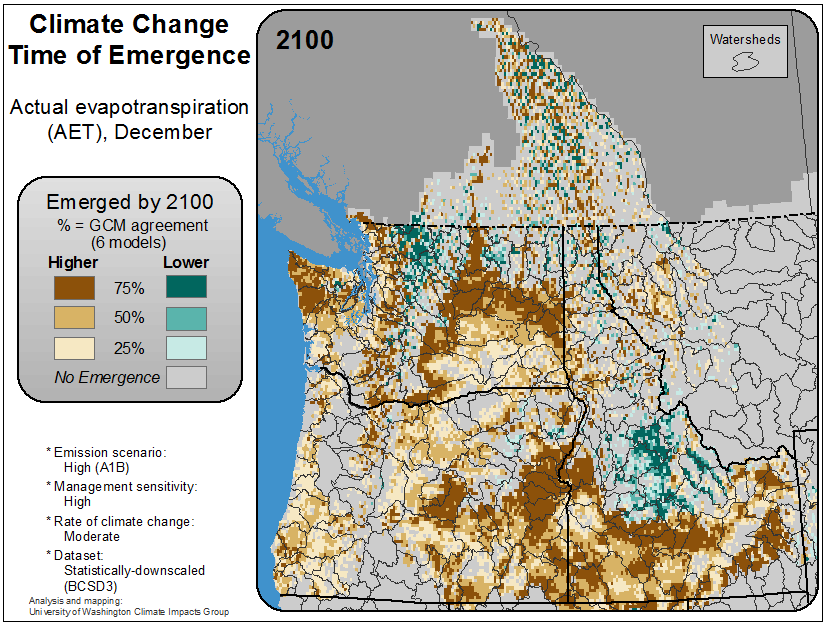 Climate Change
Time of Emergence
Actual evapotranspiration
(AET), December
Emerged by 2100
% = GCM agreement
(6 models)
Higher Lower
75%
50%
25%
No Emergence
* Emission scenario:
High (A1B)
* Management sensitivity:
High
* Rate of climate change:
Moderate
* Dataset:
Statistically-downscaled
(BCSD3)
Analysis and mapping:
University of Washington Climate Impacts Group
2100
Watersheds